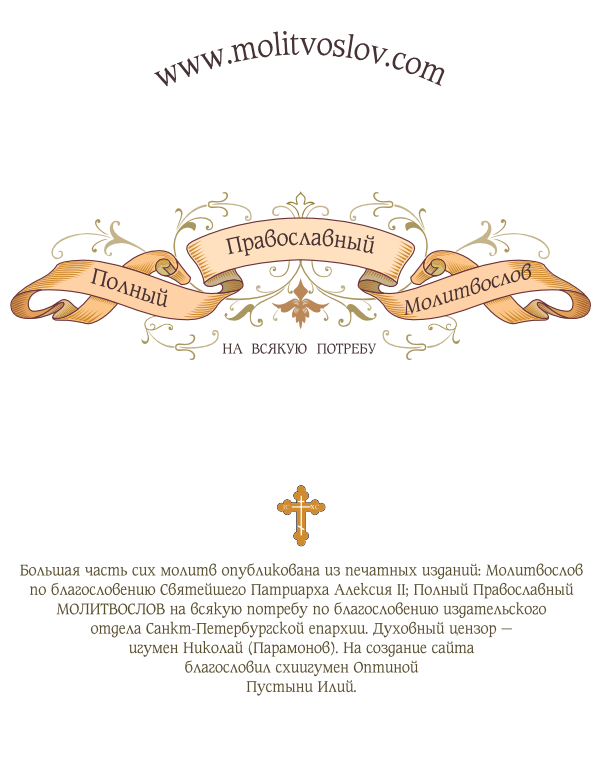 www.molitvoslov.com
Полный Православный Молитвослов
НА ВСЯКУЮ ПОТРЕБУ
IC XC
Большая часть сих молитв опубликована из печатных изданий: Молитвослов
по благословению Святейшего Патриарха Алексия II; Полный Православный
МОЛИТВОСЛОВ на всякую потребу по благословению издательского
отдела Санкт-Петербургской епархии. Духовный цензор —
игумен Николай (Парамонов). На создание сайта
благословил схиигумен Оптиной
Пустыни Илий.